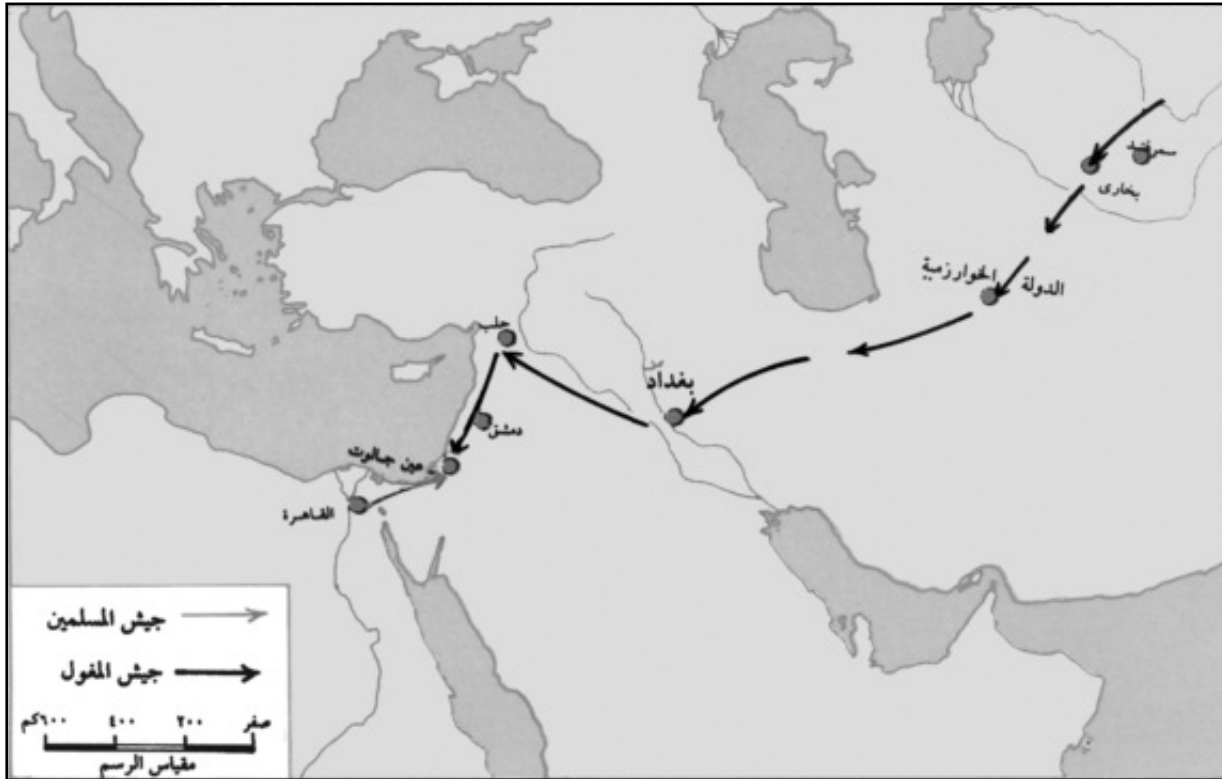 سمرقند
بخارى
الدولة الخوارزمية
حلب
بغداد
دمشق
عين جالوت
القاهرة
جيش المسلمين
جيش المغول
صفر ٢٠٠ ٤٠٠ ٦٠٠كم
مقياس الرسم